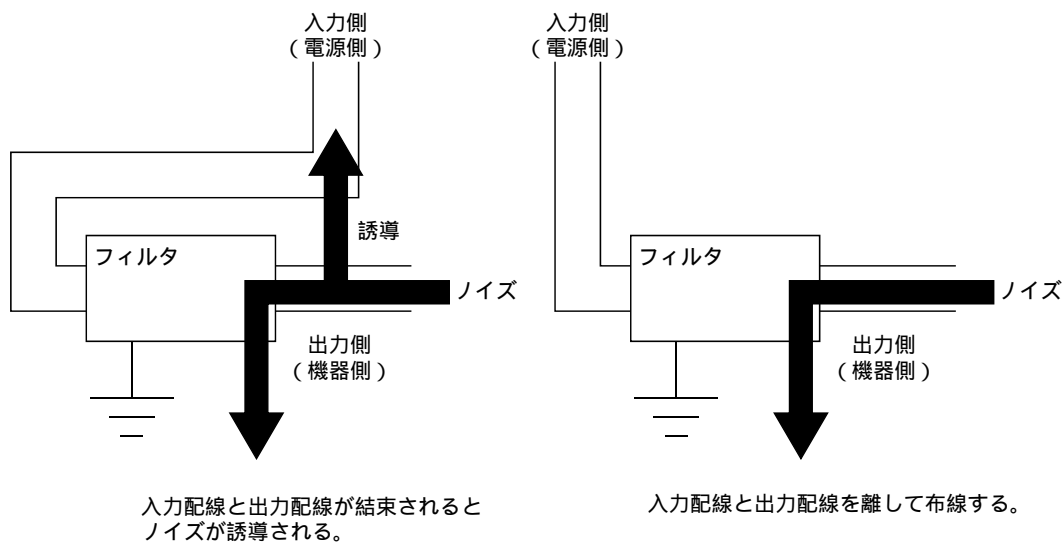 入力側
(電源側)
誘導
フィルタ
ノイズ
出力側
(機器側)
入力配線と出力配線が結束されると
ノイズが誘導される。
入力側
(電源側)
フィルタ
ノイズ
出力側
(機器側)
入力配線と出力配線を離して布線する。